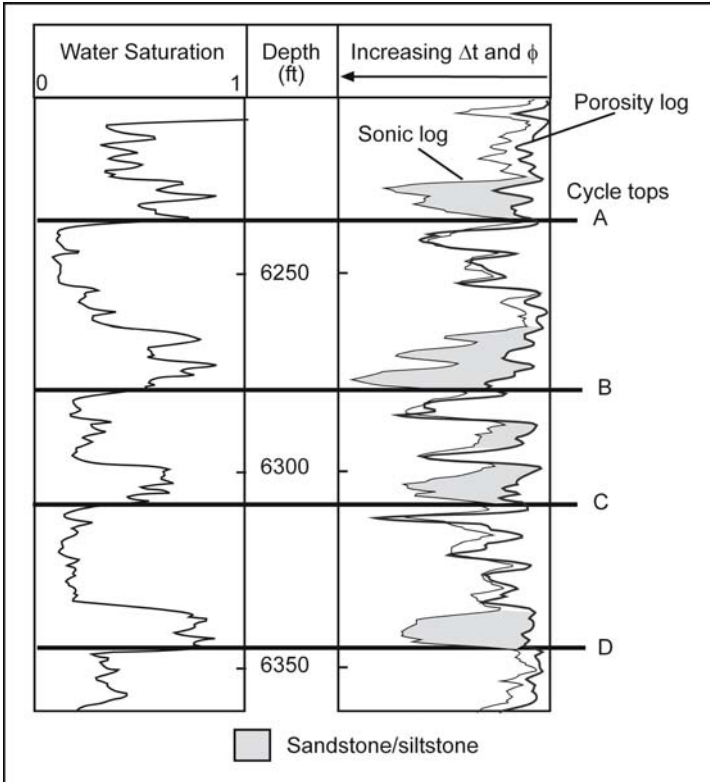 Water Saturation
0 1
Depth
(ft)
Increasing Δt and ϕ
Porosity log
Sonic log
Cycle tops
A
6250
B
6300
C
D
6350
Sandstone/siltstone